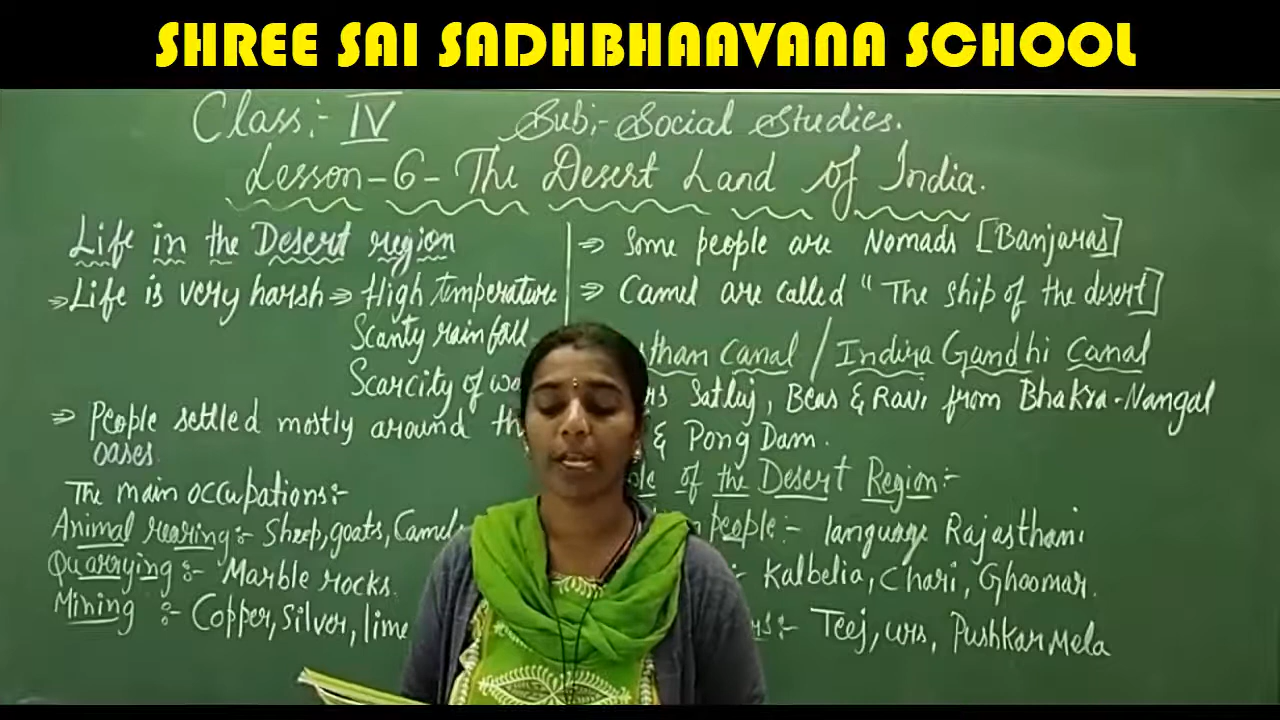 SHREE SAI SADHBHAAVANA SCHOOL
Class:- IV
Sub:- Social Studies.
Lesson-6- The Desert Land of India.
Life in the Desert region
⇒ Life is very harsh ⇒ High temperature
Scanty rainfall
Scarcity of
⇒ People settled mostly around
oases.
The main occupations:-
Animal rearing:- Sheep, goats, Camels
Quarrying:- Marble rocks.
Mining:- Copper, Silver, lime
⇒ Some people are Nomads [Banjaras]
⇒ Camel are called "The ship of the desert]
Canal / Indira Gandhi Canal
Satluj, Beas & Ravi from Bhakra-Nangal
& Pong Dam.
of the Desert Region:-
people:- language Rajasthani
:- Kalbelia, Chari, Ghoomar.
:- Teej, urs, Pushkar Mela